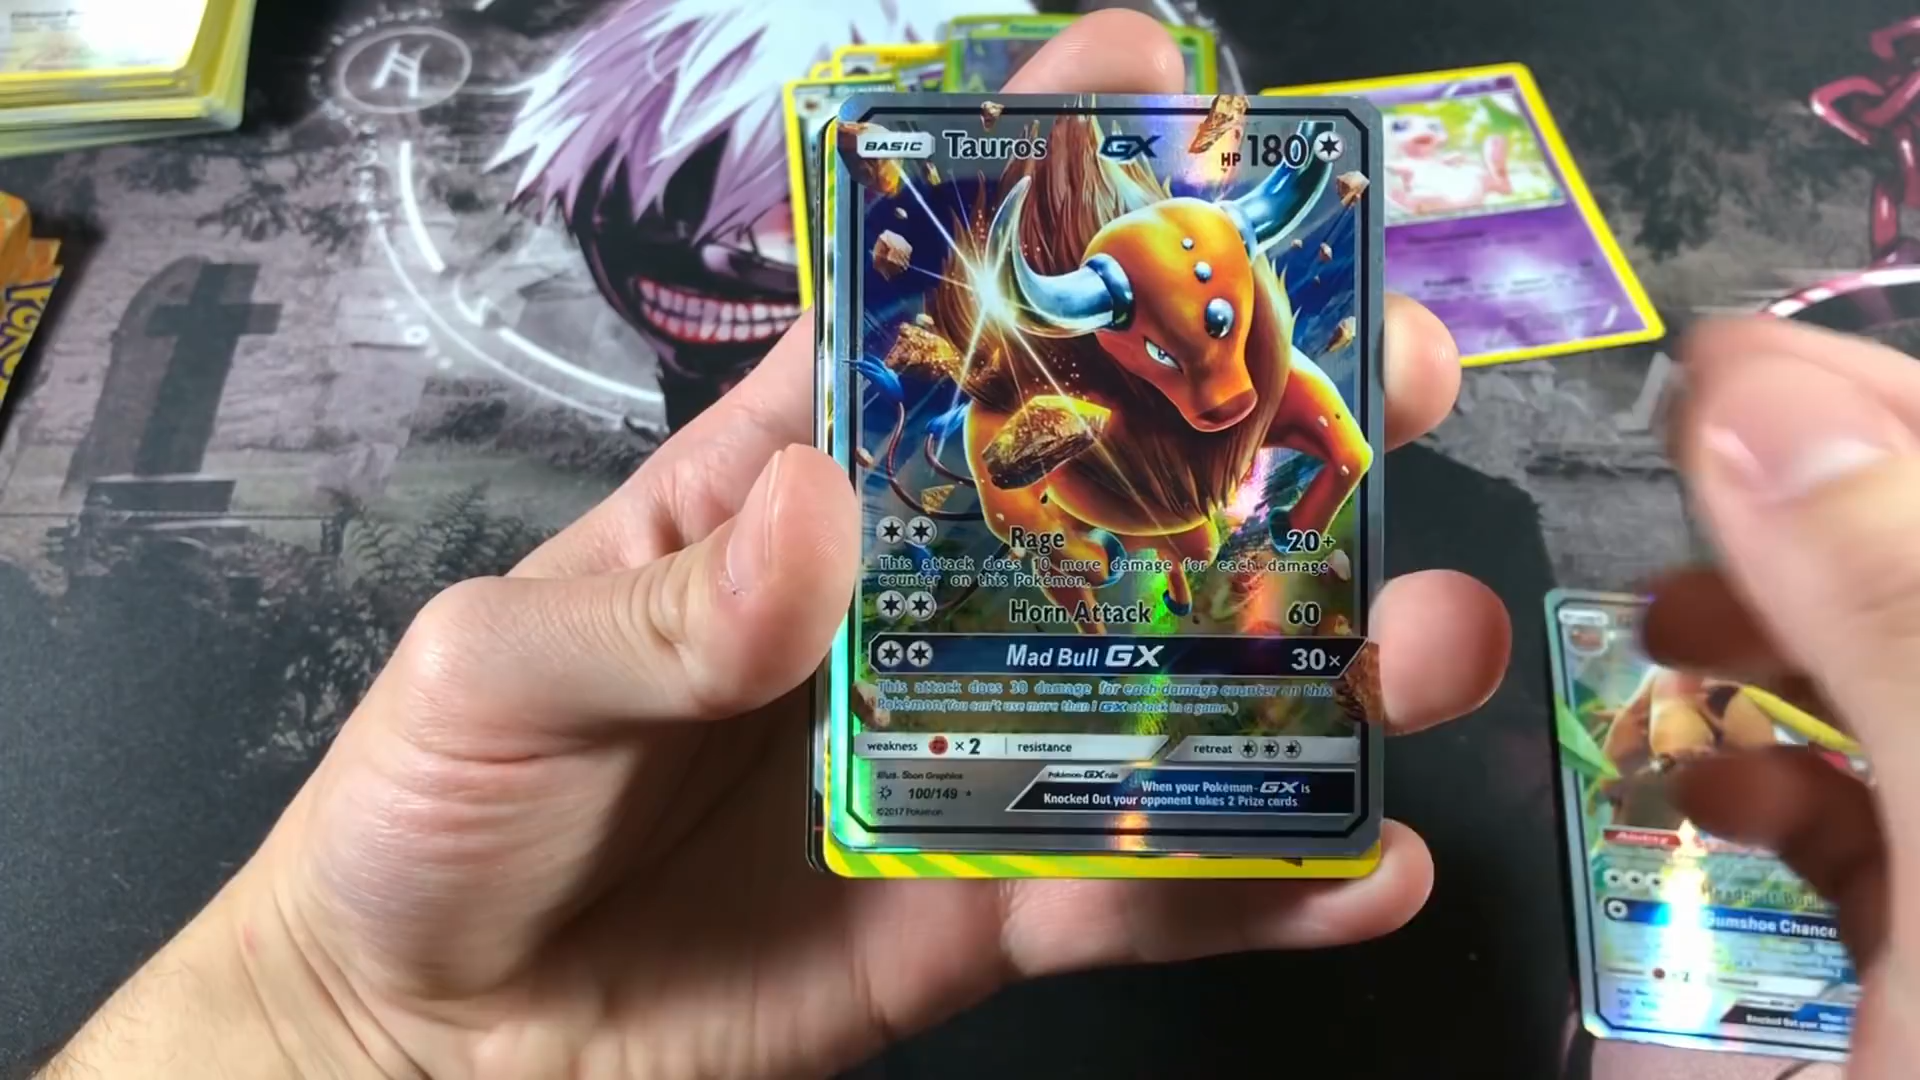 BASIC Tauros GX HP 180
Rage 20+
This attack does 10 more damage for each damage
counter on this Pokémon.
Horn Attack 60
Mad Bull GX 30×
This attack does 30 damage for each damage counter on this
Pokémon. (You can't use more than 1 GX attack in a game.)
weakness ×2 resistance retreat
Illus. 5ban Graphics
100/149 ★
©2017 Pokémon
Pokémon-GX rule
When your Pokémon-GX is
Knocked Out, your opponent takes 2 Prize cards.
Ability
Gumshoe Chance
×2